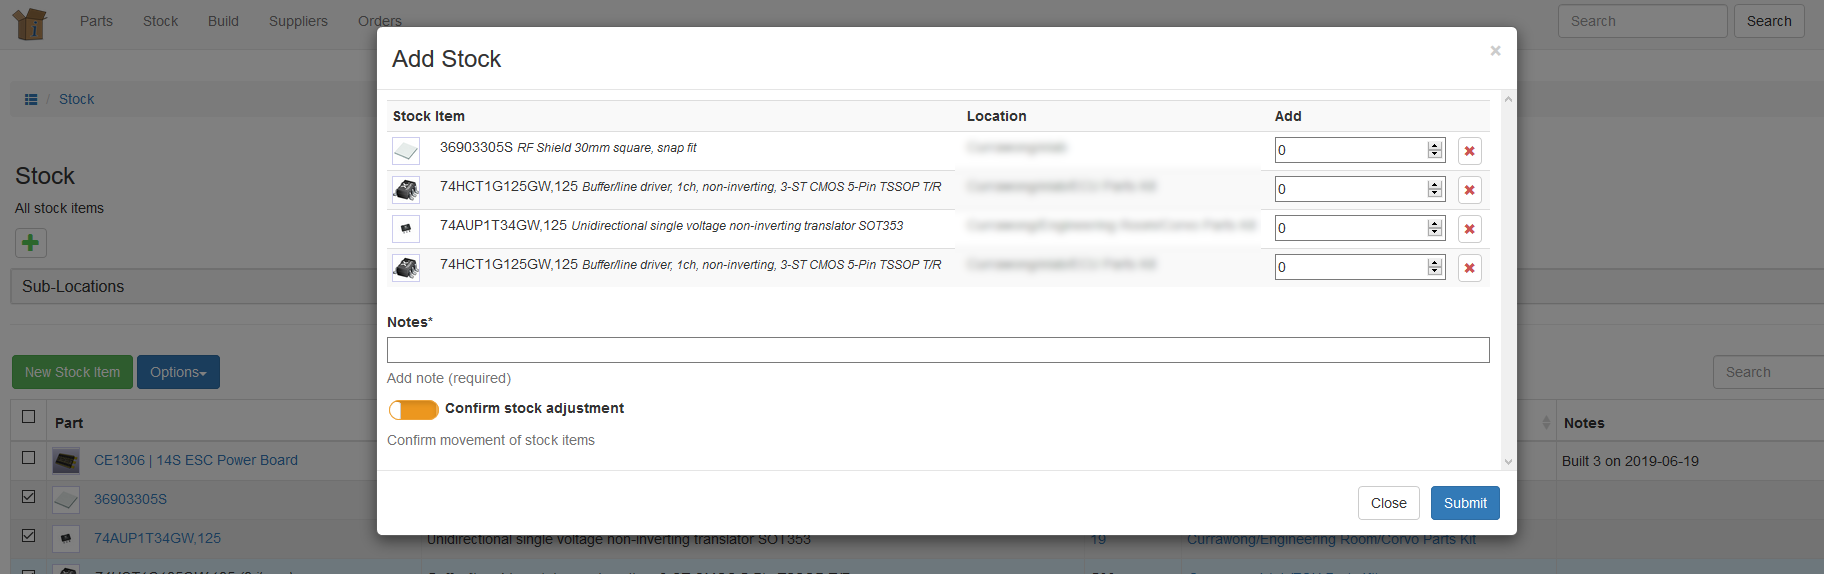 Parts Stock Build Suppliers Orders Search Search
Add Stock ×
/ Stock
Stock Item Location Add
36903305S RF Shield 30mm square, snap fit 0
74HCT1G125GW,125 Buffer/line driver, 1ch, non-inverting, 3-ST CMOS 5-Pin TSSOP T/R 0
74AUP1T34GW,125 Unidirectional single voltage non-inverting translator SOT353 0
74HCT1G125GW,125 Buffer/line driver, 1ch, non-inverting, 3-ST CMOS 5-Pin TSSOP T/R 0
Stock
All stock items
Sub-Locations
Notes*
Add note (required)
Confirm stock adjustment
Confirm movement of stock items
Close Submit
New Stock Item Options Search
Part Notes
CE1306 | 14S ESC Power Board Built 3 on 2019-06-19
36903305S
74AUP1T34GW,125 Unidirectional single voltage non-inverting translator SOT353 19 Currawong/Engineering Room/Corvo Parts Kit